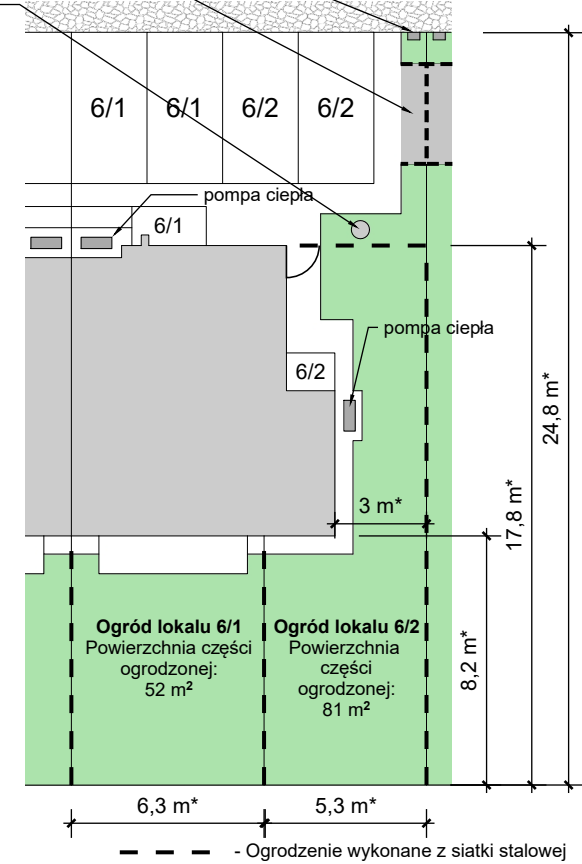 6/1 6/1 6/2 6/2
pompa ciepła
6/1
pompa ciepła
6/2
24,8 m*
17,8 m*
3 m*
8,2 m*
Ogród lokalu 6/1
Powierzchnia części
ogrodzonej:
52 m²
Ogród lokalu 6/2
Powierzchnia
części
ogrodzonej:
81 m²
6,3 m*
5,3 m*
- Ogrodzenie wykonane z siatki stalowej